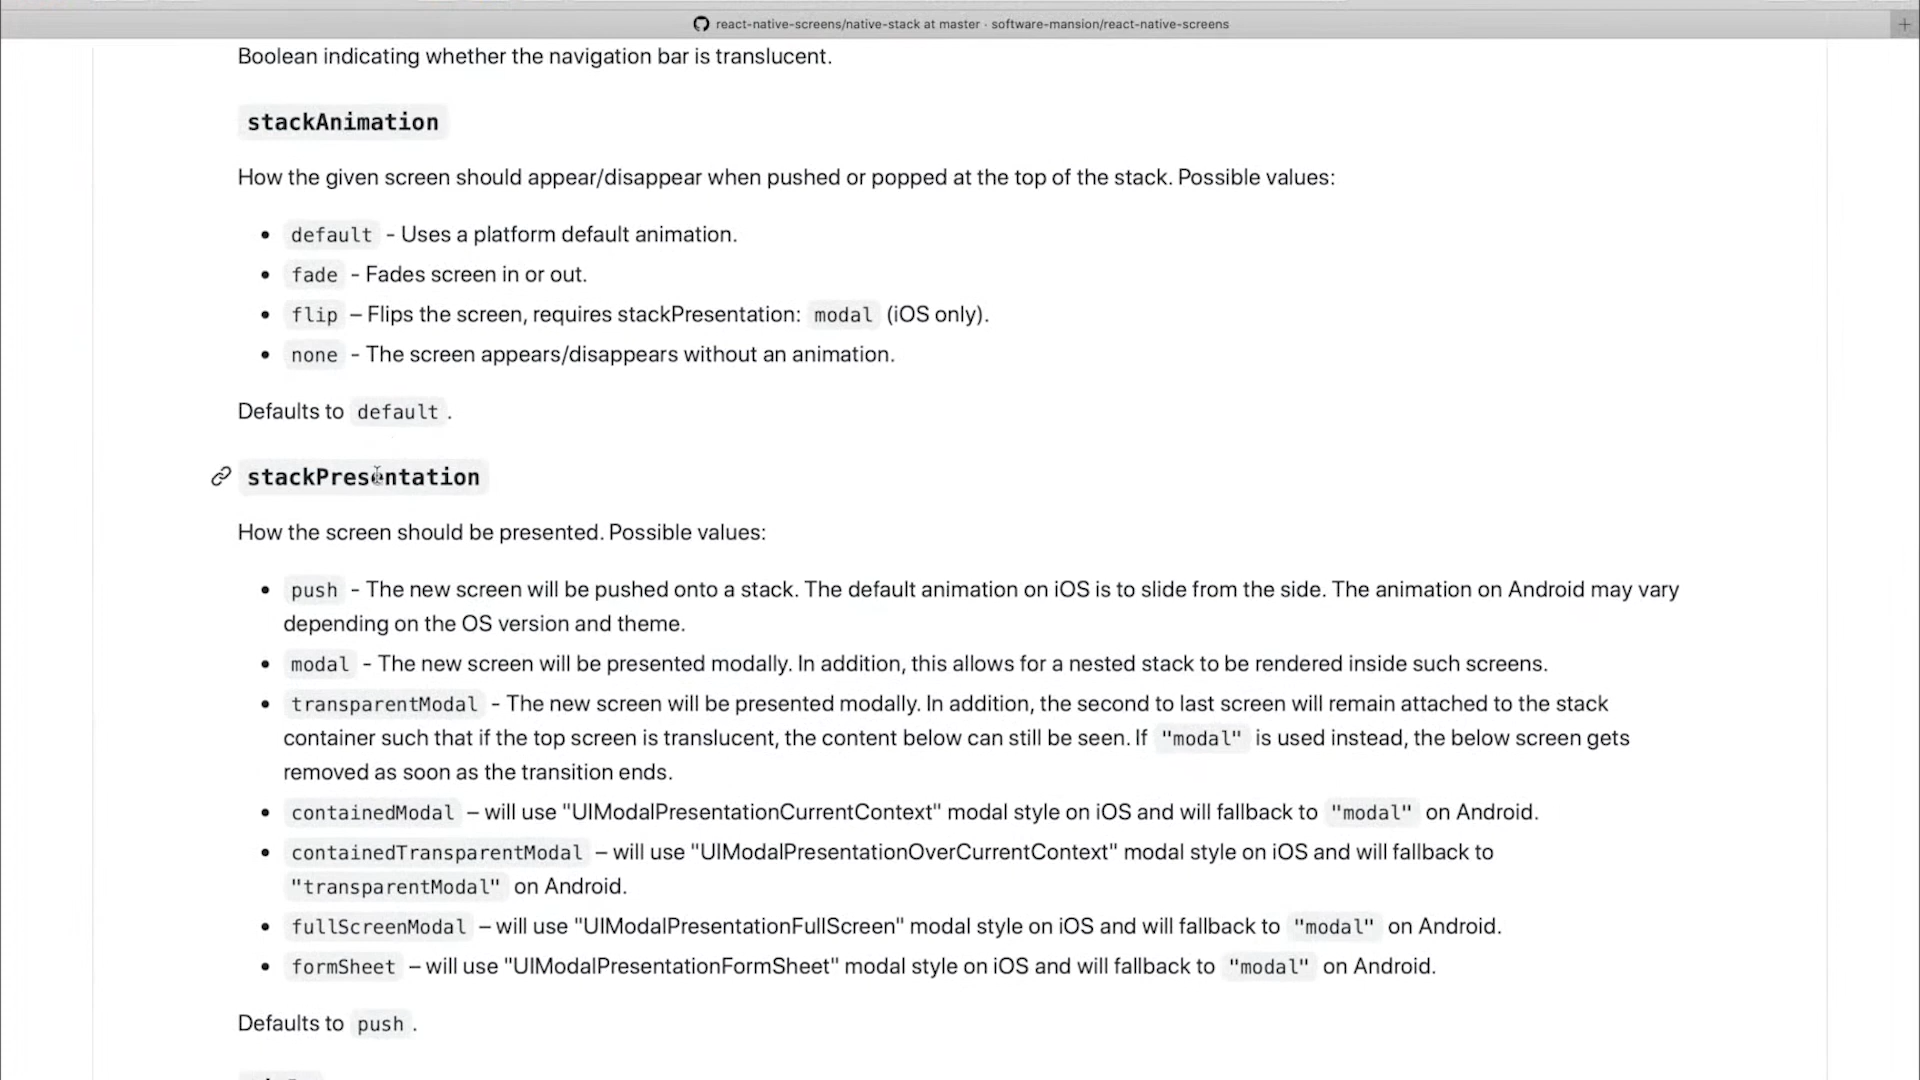 react-native-screens/native-stack at master · software-mansion/react-native-screens
Boolean indicating whether the navigation bar is translucent.
stackAnimation
How the given screen should appear/disappear when pushed or popped at the top of the stack. Possible values:
• default - Uses a platform default animation.
• fade - Fades screen in or out.
• flip – Flips the screen, requires stackPresentation: modal (iOS only).
• none - The screen appears/disappears without an animation.
Defaults to default .
stackPresentation
How the screen should be presented. Possible values:
• push - The new screen will be pushed onto a stack. The default animation on iOS is to slide from the side. The animation on Android may vary
depending on the OS version and theme.
• modal - The new screen will be presented modally. In addition, this allows for a nested stack to be rendered inside such screens.
• transparentModal - The new screen will be presented modally. In addition, the second to last screen will remain attached to the stack
container such that if the top screen is translucent, the content below can still be seen. If "modal" is used instead, the below screen gets
removed as soon as the transition ends.
• containedModal – will use "UIModalPresentationCurrentContext" modal style on iOS and will fallback to "modal" on Android.
• containedTransparentModal – will use "UIModalPresentationOverCurrentContext" modal style on iOS and will fallback to
"transparentModal" on Android.
• fullScreenModal – will use "UIModalPresentationFullScreen" modal style on iOS and will fallback to "modal" on Android.
• formSheet – will use "UIModalPresentationFormSheet" modal style on iOS and will fallback to "modal" on Android.
Defaults to push .